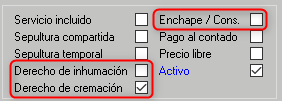 Servicio incluido
Enchape / Cons.
Sepultura compartida
Pago al contado
Sepultura temporal
Precio libre
Derecho de inhumación
Activo
Derecho de cremación